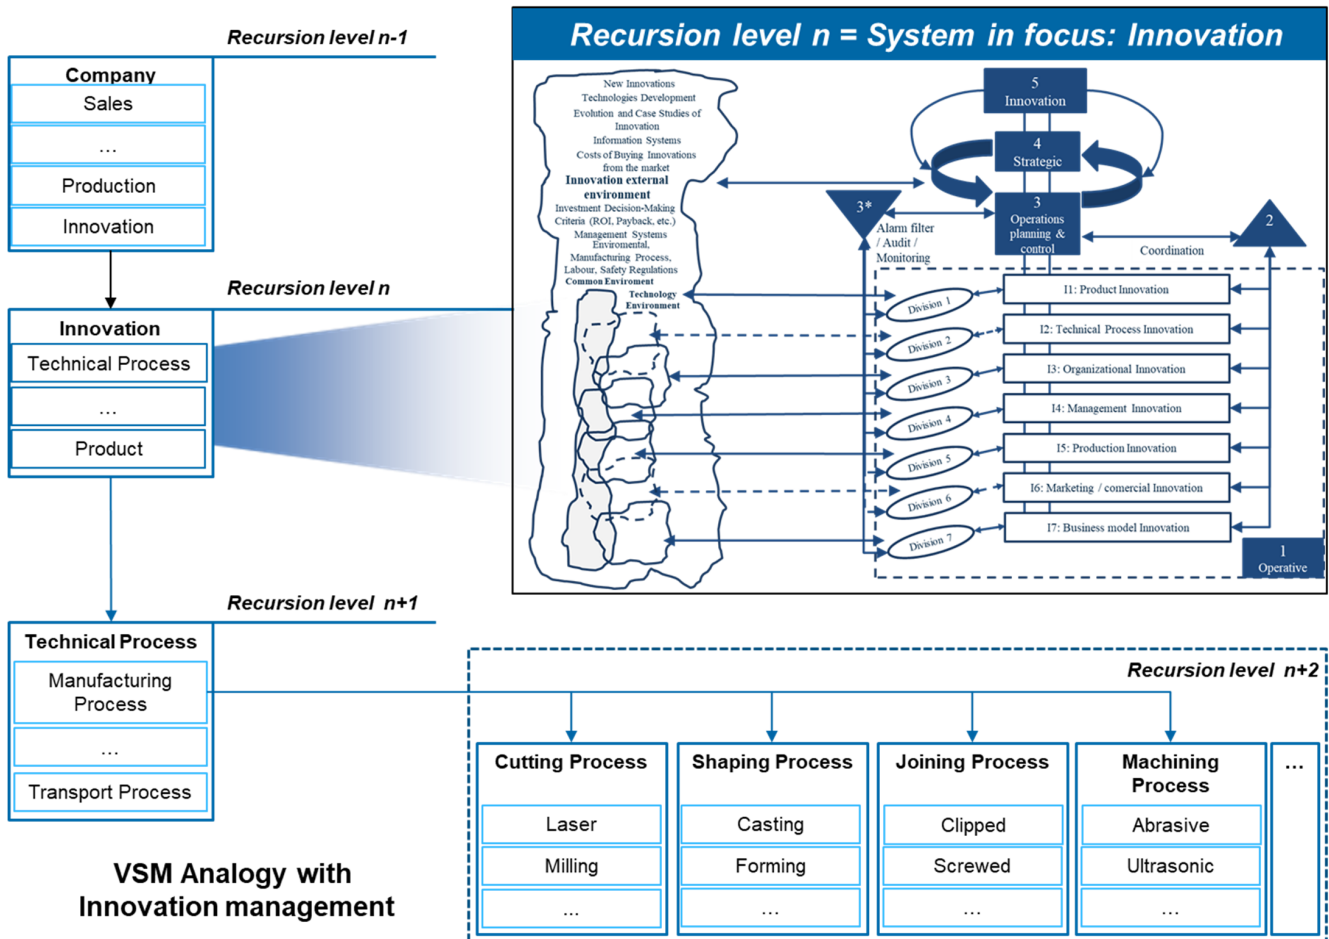 Recursion level n-1
Company
Sales
…
Production
Innovation
Recursion level n
Innovation
Technical Process
…
Product
Recursion level n+1
Technical Process
Manufacturing
Process
…
Transport Process
VSM Analogy with
Innovation management
Recursion level n = System in focus: Innovation
New Innovations
Technologies Development
Evolution and Case Studies of
Innovation
Information Systems
Costs of Buying Innovations
from the market
Innovation external
environment
Investment Decision-Making
Criteria (ROI, Payback, etc.)
Management Systems
Enviromental,
Manufacturing Process,
Labour, Safety Regulations
Common Enviroment
Technology
Environment
5
Innovation
4
Strategic
3
Operations
planning &
control
3*
Alarm filter
/ Audit /
Monitoring
2
Coordination
Division 1
I1: Product Innovation
Division 2
I2: Technical Process Innovation
Division 3
I3: Organizational Innovation
Division 4
I4: Management Innovation
Division 5
I5: Production Innovation
Division 6
I6: Marketing / comercial Innovation
Division 7
I7: Business model Innovation
1
Operative
Recursion level n+2
Cutting Process
Laser
Milling
…
Shaping Process
Casting
Forming
…
Joining Process
Clipped
Screwed
…
Machining
Process
Abrasive
Ultrasonic
…
…